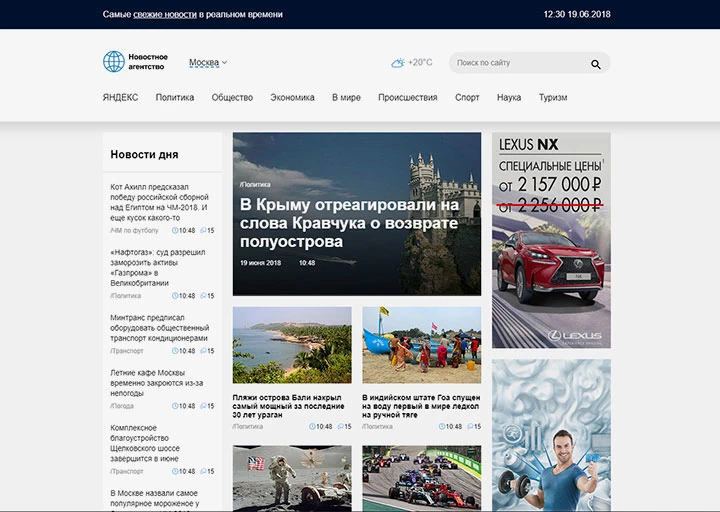 Самые свежие новости в реальном времени
12:30 19.06.2018
Новостное
агентство
Москва
+20°C
Поиск по сайту
ЯНДЕКС Политика Общество Экономика В мире Происшествия Спорт Наука Туризм
Новости дня
Кот Ахилл предсказал
победу российской сборной
над Египтом на ЧМ-2018. И
еще кусок какого-то
/ЧМ по футболу 10:48 15
«Нафтогаз»: суд разрешил
заморозить активы
«Газпрома» в
Великобритании
/Политика 10:48 15
Минтранс предписал
оборудовать общественный
транспорт кондиционерами
/Транспорт 10:48 15
Летние кафе Москвы
временно закроются из-за
непогоды
/Погода 10:48 15
Комплексное
благоустройство
Щелковского шоссе
завершится в июне
/Транспорт 10:48 15
В Москве назвали самое
популярное мороженое у
/Политика
В Крыму отреагировали на
слова Кравчука о возврате
полуострова
19 июня 2018 10:48
Пляжи острова Бали накрыл
самый мощный за последние
30 лет ураган
/Политика 10:48 15
В индийском штате Гоа спущен
на воду первый в мире ледкол
на ручной тяге
/Политика 10:48 15
LEXUS NX
СПЕЦИАЛЬНЫЕ ЦЕНЫ1
ОТ 2 157 000 ₽
ОТ 2 256 000 ₽
NX
LEXUS